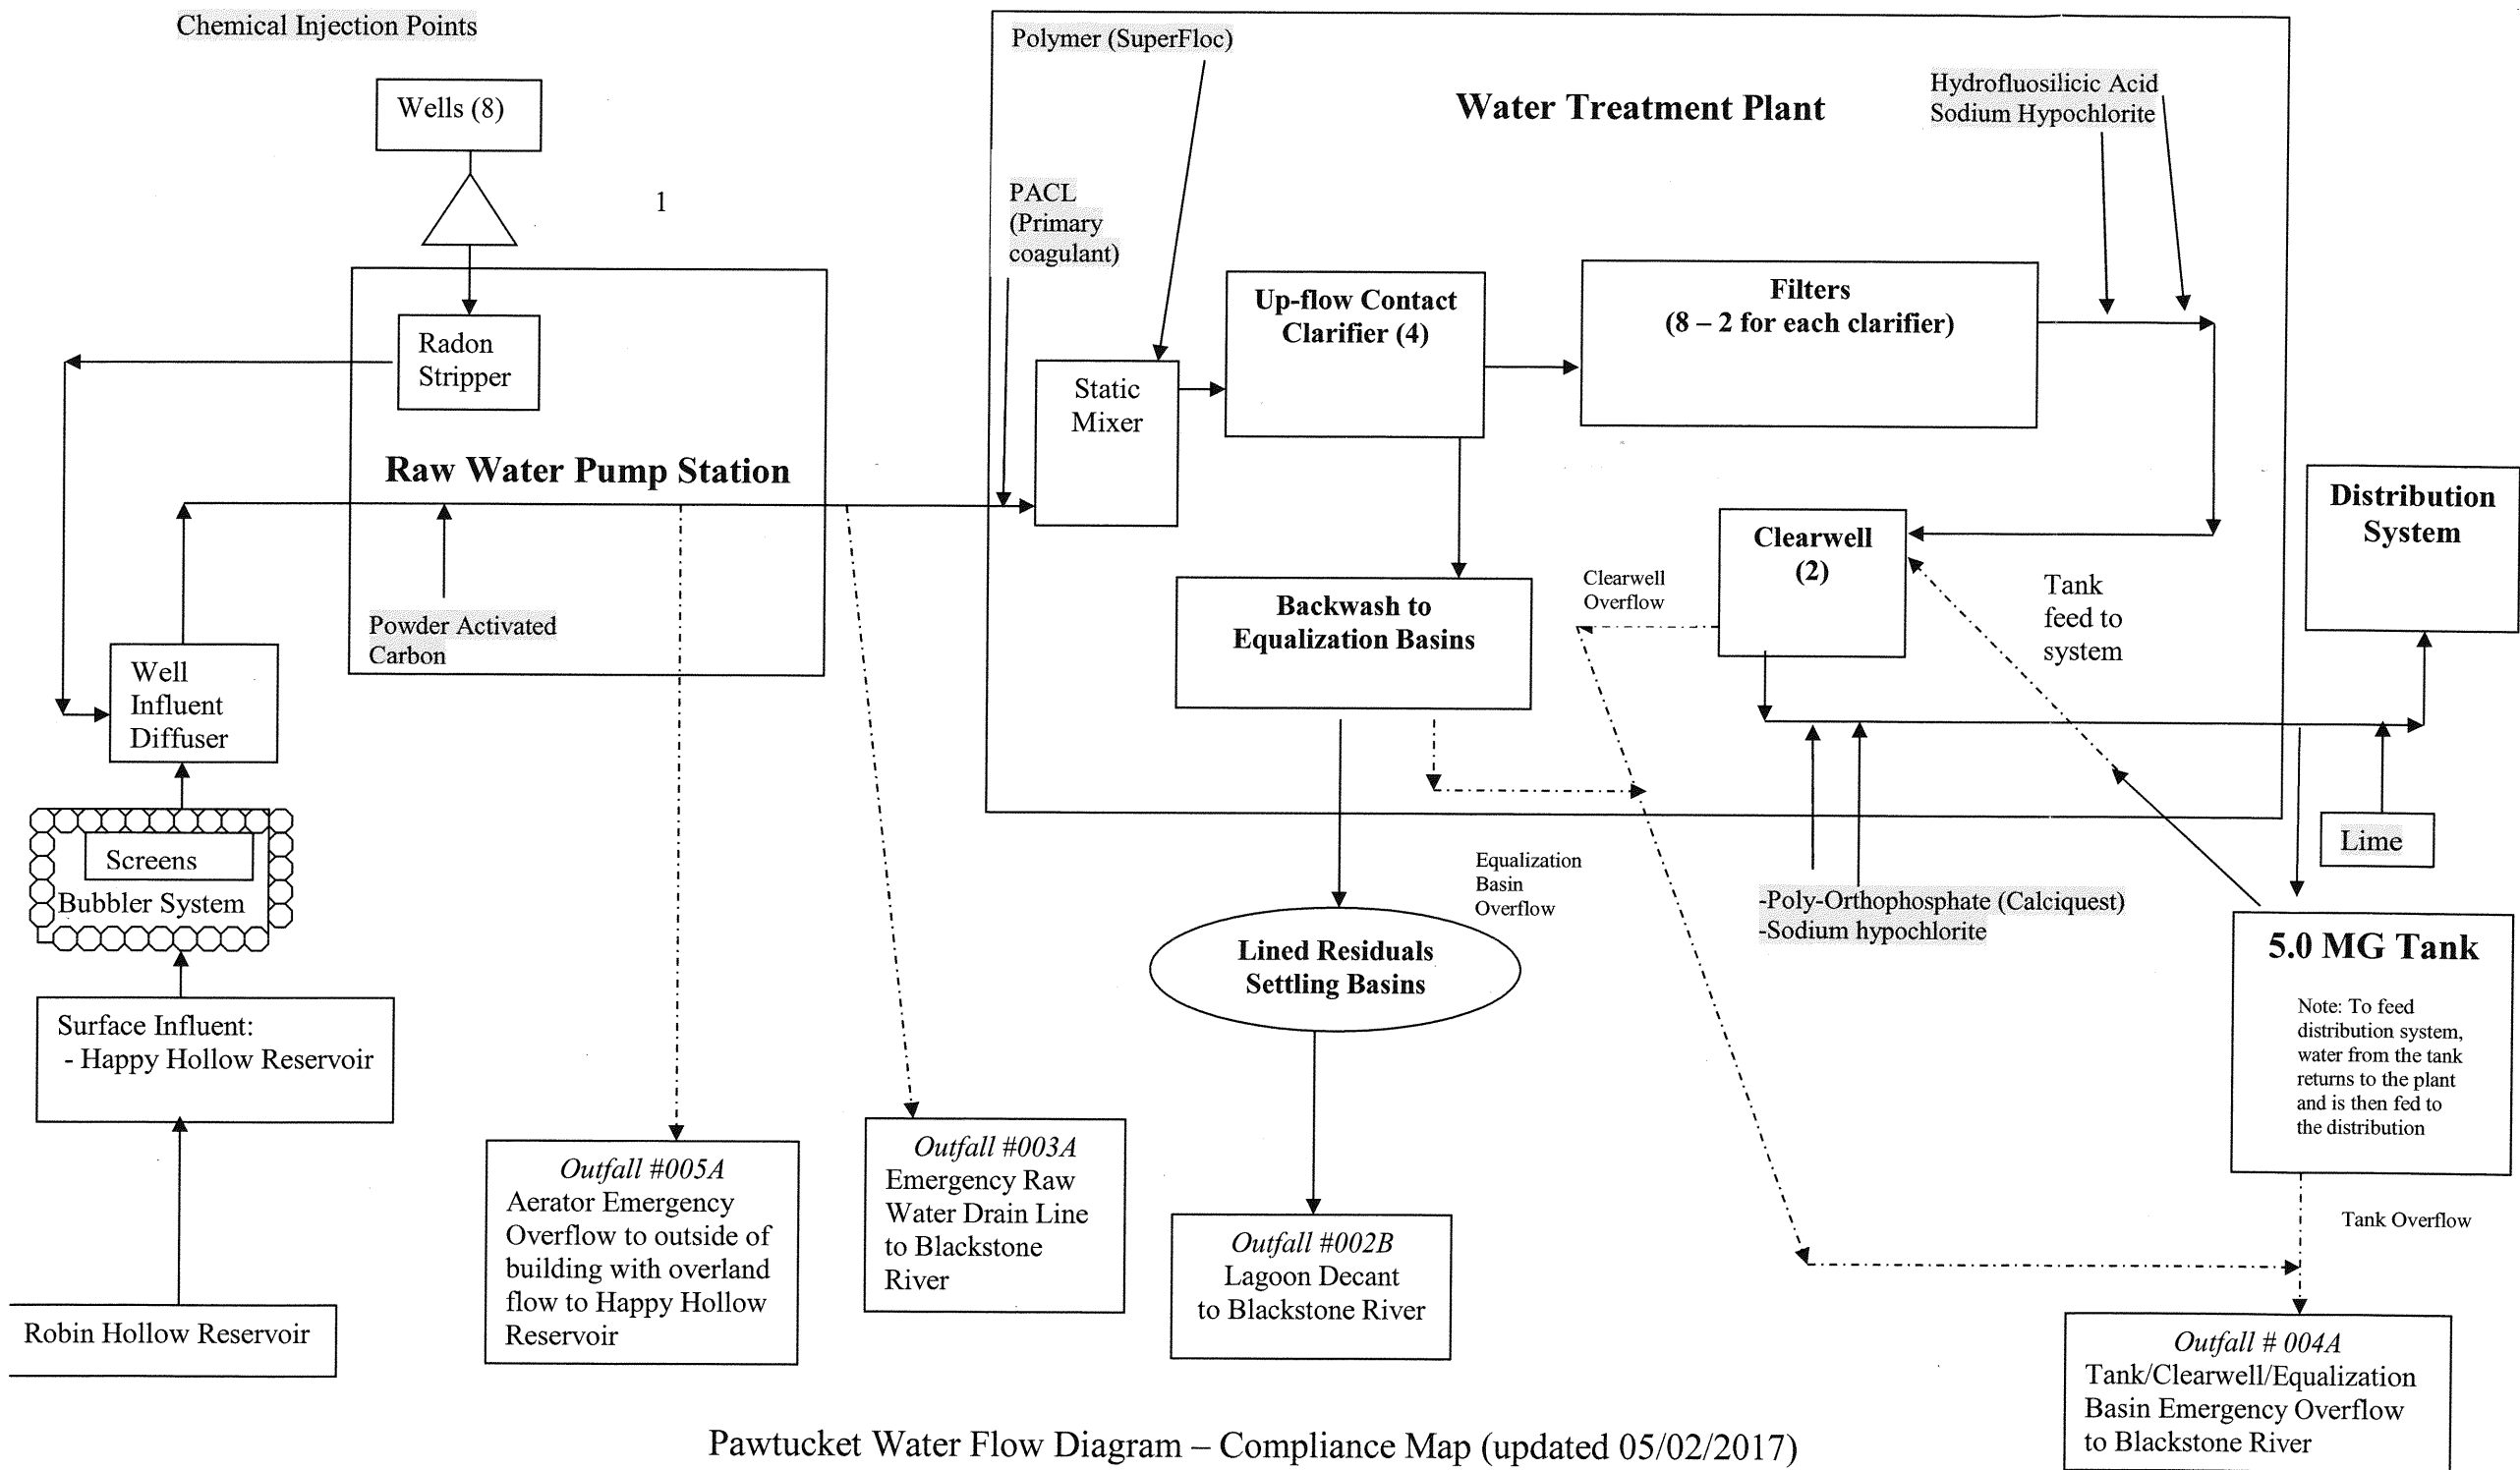 Chemical Injection Points
Wells (8)
1
Radon
Stripper
Raw Water Pump Station
Powder Activated
Carbon
Well
Influent
Diffuser
Screens
Bubbler System
Surface Influent:
- Happy Hollow Reservoir
Robin Hollow Reservoir
Polymer (SuperFloc)
Water Treatment Plant
Hydrofluosilicic Acid
Sodium Hypochlorite
PACL
(Primary
coagulant)
Static
Mixer
Up-flow Contact
Clarifier (4)
Filters
(8 – 2 for each clarifier)
Backwash to
Equalization Basins
Clearwell
Overflow
Clearwell
(2)
Tank
feed to
system
Distribution
System
Lime
Equalization
Basin
Overflow
-Poly-Orthophosphate (Calciquest)
-Sodium hypochlorite
Lined Residuals
Settling Basins
5.0 MG Tank
Note: To feed
distribution system,
water from the tank
returns to the plant
and is then fed to
the distribution
Tank Overflow
Outfall #005A
Aerator Emergency
Overflow to outside of
building with overland
flow to Happy Hollow
Reservoir
Outfall #003A
Emergency Raw
Water Drain Line
to Blackstone
River
Outfall #002B
Lagoon Decant
to Blackstone River
Outfall # 004A
Tank/Clearwell/Equalization
Basin Emergency Overflow
to Blackstone River
Pawtucket Water Flow Diagram – Compliance Map (updated 05/02/2017)